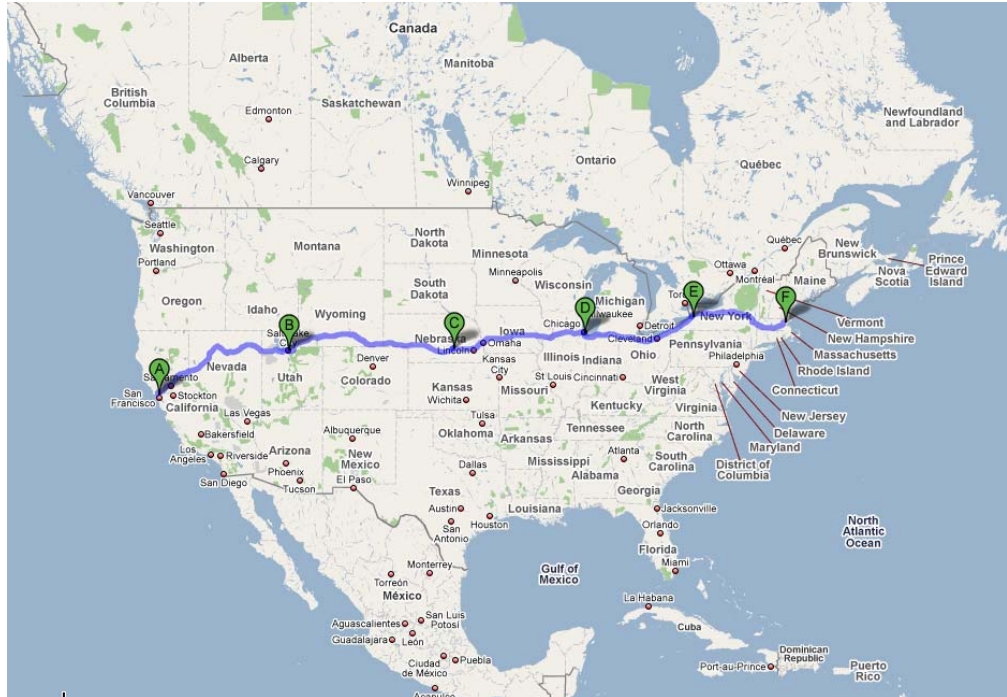 Canada
Alberta
Manitoba
British
Columbia
Edmonton
Saskatchewan
Newfoundland
and Labrador
Calgary
Ontario
Québec
Winnipeg
Vancouver
Seattle
Washington
Portland
Montana
North
Dakota
Minnesota
Minneapolis
Québec
Ottawa
Montréal
Maine
New
Brunswick
Nova
Scotia
Prince
Edward
Island
Oregon
Idaho
Wyoming
South
Dakota
Wisconsin
Michigan
New York
Vermont
New Hampshire
Massachusetts
Rhode Island
Connecticut
A
B
C
D
E
F
Nevada
Utah
Nebraska
Lincoln
Omaha
Iowa
Chicago
Detroit
Cleveland
Ohio
Pennsylvania
Philadelphia
San
Francisco
Stockton
California
Denver
Colorado
Kansas
Kansas
City
Missouri
Illinois
Indiana
St Louis
Cincinnati
West
Virginia
Virginia
Kentucky
Wichita
Las Vegas
Bakersfield
Los
Angeles
Riverside
San Diego
Arizona
Phoenix
Tucson
Albuquerque
New
Mexico
El Paso
Tulsa
Oklahoma
Arkansas
Tennessee
North
Carolina
South
Carolina
New Jersey
Delaware
Maryland
District of
Columbia
Dallas
Mississippi
Alabama
Atlanta
Georgia
Texas
Austin
San
Antonio
Houston
Louisiana
Jacksonville
Orlando
Florida
Miami
North
Atlantic
Ocean
Gulf of
Mexico
Monterrey
Torreón
México
La Habana
Cuba
San Luis
Potosí
Aguascalientes
Guadalajara
León
Ciudad
de México
Puebla
Port-au-Prince
Dominican
Republic
Puerto
Rico